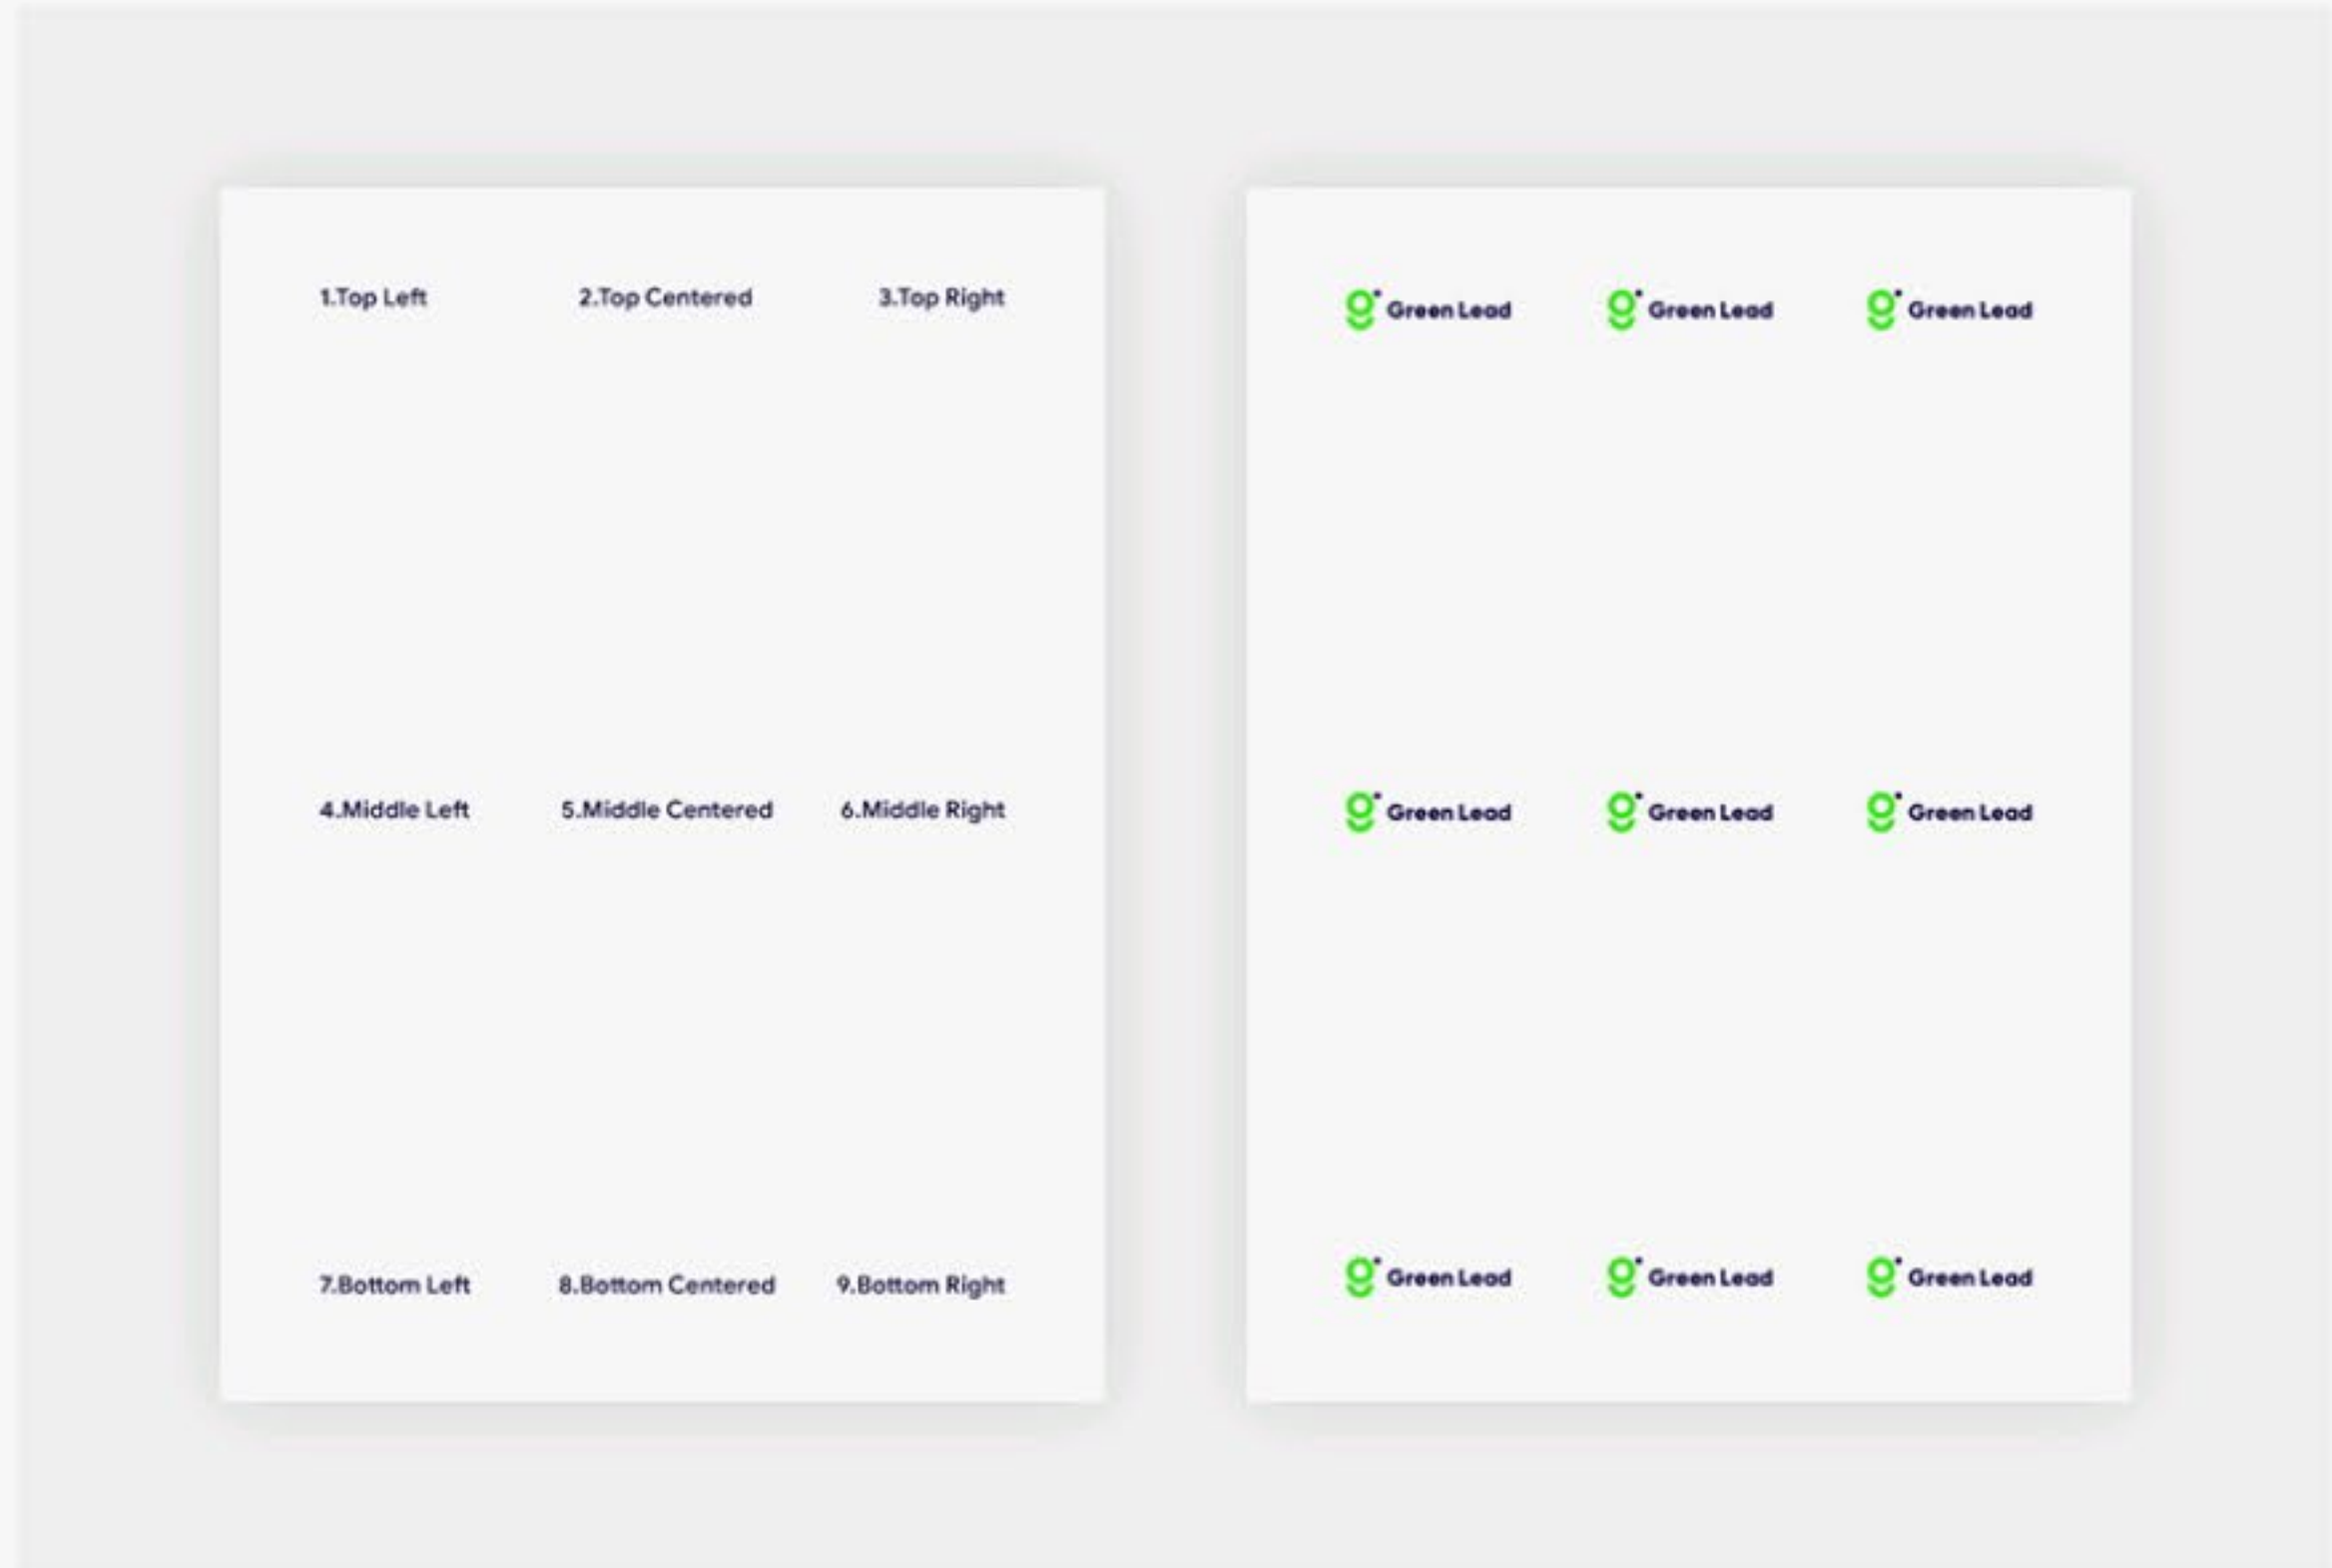 1.Top Left 2.Top Centered 3.Top Right
4.Middle Left 5.Middle Centered 6.Middle Right
7.Bottom Left 8.Bottom Centered 9.Bottom Right
Green Lead Green Lead Green Lead
Green Lead Green Lead Green Lead
Green Lead Green Lead Green Lead